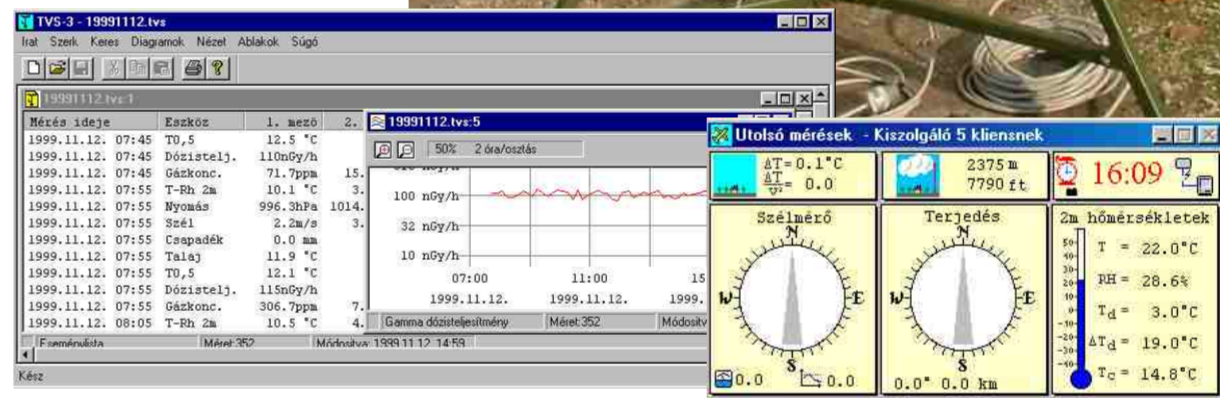 TVS-3 - 19991112.tvs
Irat Szerk Keres Diagramok Nézet Ablakok Súgó
19991112.tvs:1
Mérés ideje Eszköz 1. mező 2.
1999.11.12. 07:45 T0,5 12.5 °C
1999.11.12. 07:45 Dózistelj. 110nGy/h
1999.11.12. 07:45 Gázkonc. 71.7ppm 15.
1999.11.12. 07:55 T-Rh 2m 10.1 °C 3.
1999.11.12. 07:55 Nyomás 996.3hPa 1014.
1999.11.12. 07:55 Szél 2.2m/s 3.
1999.11.12. 07:55 Csapadék 0.0 mm
1999.11.12. 07:55 Talaj 11.9 °C
1999.11.12. 07:55 T0,5 12.1 °C
1999.11.12. 07:55 Dózistelj. 115nGy/h
1999.11.12. 07:55 Gázkonc. 306.7ppm 7.
1999.11.12. 08:05 T-Rh 2m 10.5 °C 4.
Eseménylista Méret:352 Módosítva: 1999.11.12. 14:59
Kész
19991112.tvs:5
50% 2 óra/osztás
100 nGy/h
32 nGy/h
10 nGy/h
07:00 11:00 15
1999.11.12. 1999.11.12. 1999.
Gamma dózisteljesítmény Méret:352 Módosítv
Utolsó mérések - Kiszolgáló 5 kliensnek
ΔT= 0.1°C
ΔT
= 0.0
2375 m
7790 ft
16:09
Szélmérő
N
W E
S
0.0 0.0
Terjedés
N
W E
S
0.0° 0.0 km
2m hőmérsékletek
50
40
30
20
10
0
-10
-20
-30
-40
T = 22.0°C
RH = 28.6%
Td = 3.0°C
ΔTd = 19.0°C
Tc = 14.8°C